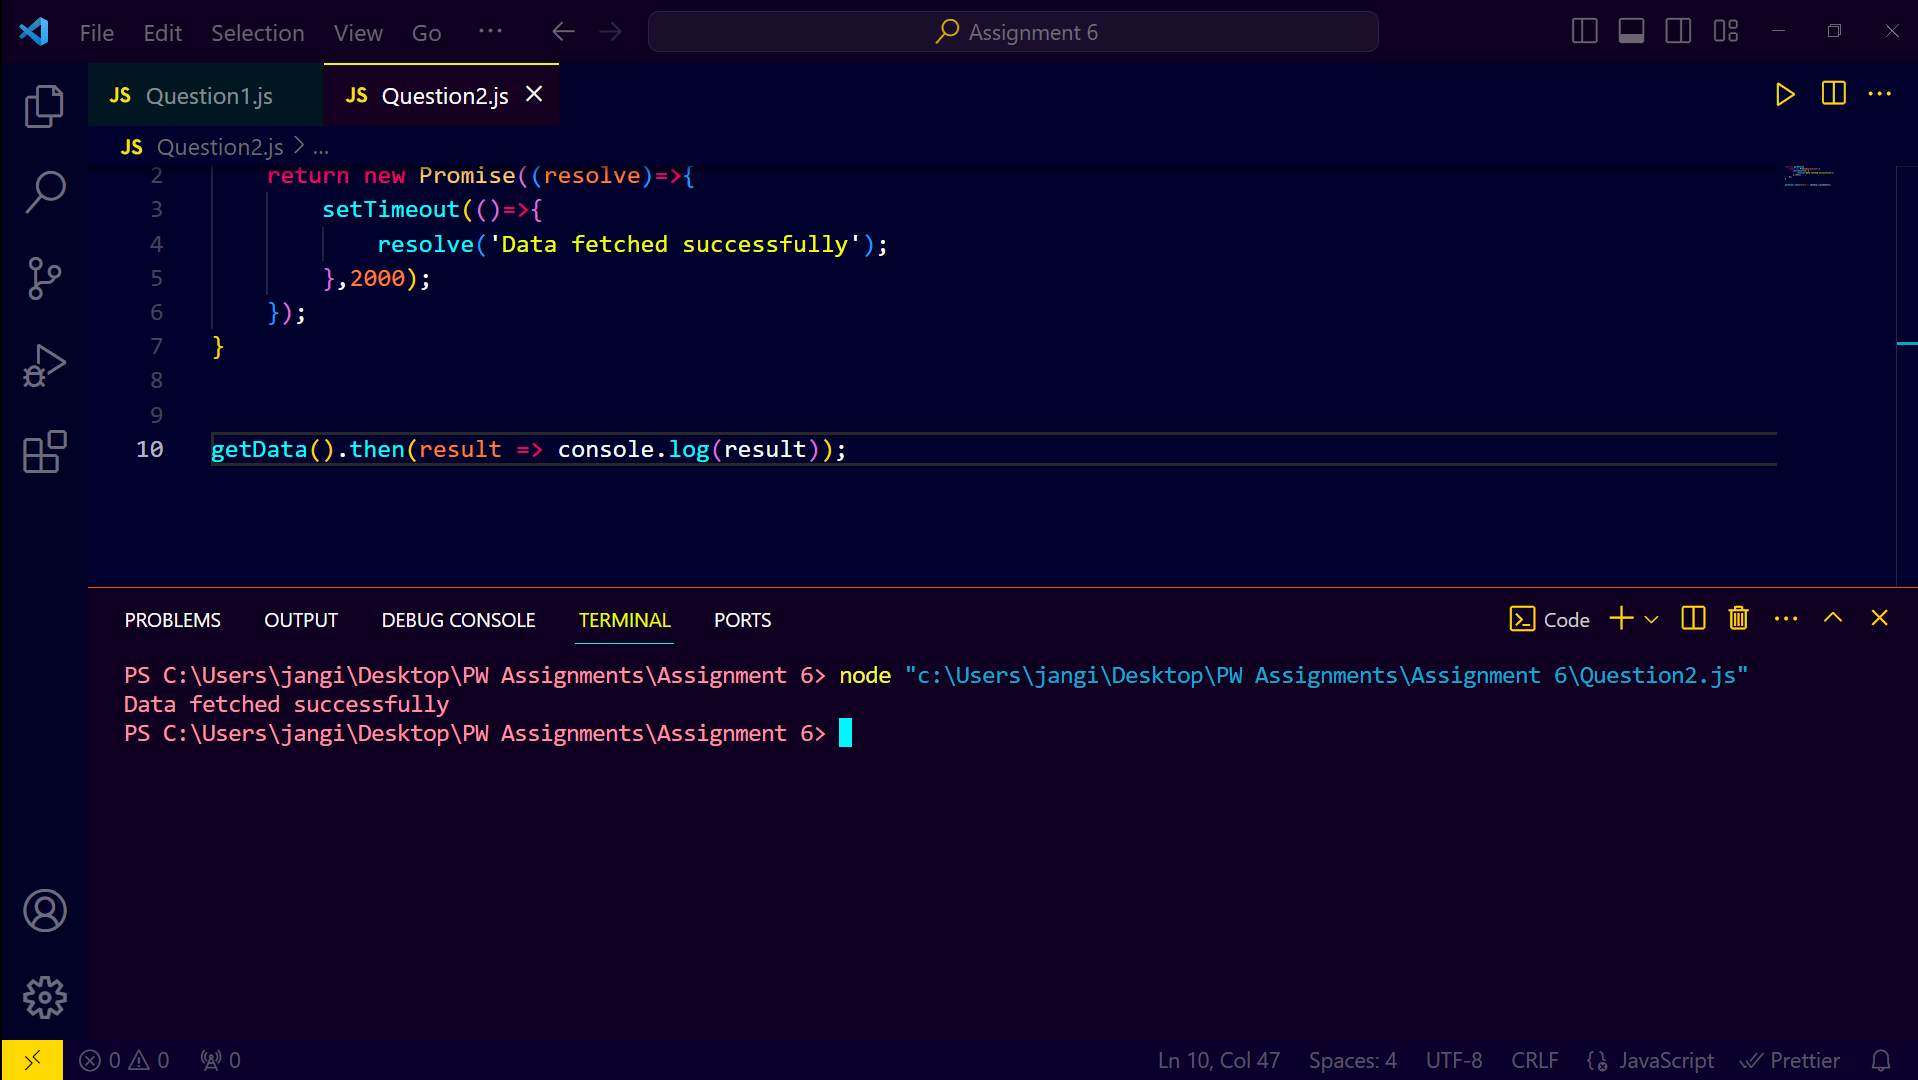 File Edit Selection View Go ··· Assignment 6
JS Question1.js JS Question2.js
JS Question2.js > ...
2 return new Promise((resolve)=>{
3 setTimeout(()=>{
4 resolve('Data fetched successfully');
5 },2000);
6 });
7 }
8
9
10 getData().then(result => console.log(result));
PROBLEMS OUTPUT DEBUG CONSOLE TERMINAL PORTS Code
PS C:\Users\jangi\Desktop\PW Assignments\Assignment 6> node "c:\Users\jangi\Desktop\PW Assignments\Assignment 6\Question2.js"
Data fetched successfully
PS C:\Users\jangi\Desktop\PW Assignments\Assignment 6>
0 0 0 Ln 10, Col 47 Spaces: 4 UTF-8 CRLF JavaScript Prettier